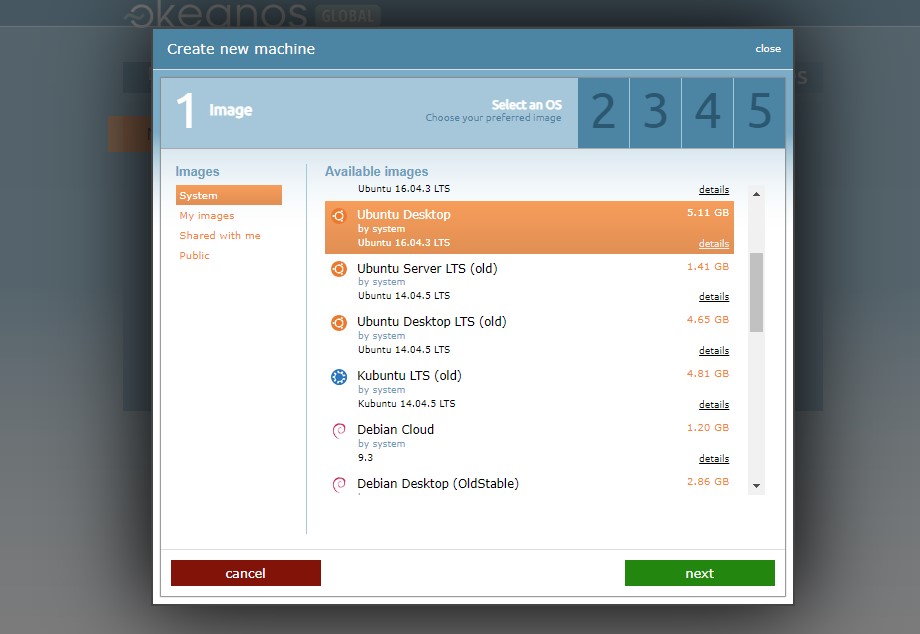 okeanos GLOBAL
Create new machine
close
1 Image
Select an OS
Choose your preferred image
2 3 4 5
Images
System
My images
Shared with me
Public
Available images
Ubuntu 16.04.3 LTS
details
Ubuntu Desktop
5.11 GB
by system
Ubuntu 16.04.3 LTS
details
Ubuntu Server LTS (old)
1.41 GB
by system
Ubuntu 14.04.5 LTS
details
Ubuntu Desktop LTS (old)
4.65 GB
by system
Ubuntu 14.04.5 LTS
details
Kubuntu LTS (old)
4.81 GB
by system
Kubuntu 14.04.5 LTS
details
Debian Cloud
1.20 GB
by system
9.3
details
Debian Desktop (OldStable)
2.86 GB
cancel
next